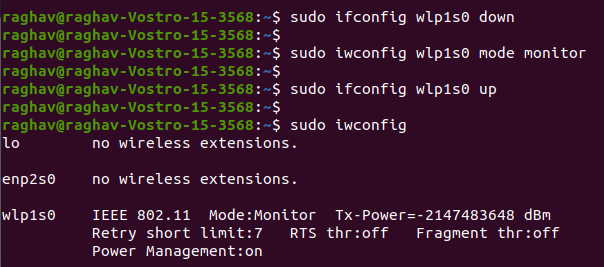 raghav@raghav-Vostro-15-3568:~$ sudo ifconfig wlp1s0 down
raghav@raghav-Vostro-15-3568:~$
raghav@raghav-Vostro-15-3568:~$ sudo iwconfig wlp1s0 mode monitor
raghav@raghav-Vostro-15-3568:~$
raghav@raghav-Vostro-15-3568:~$ sudo ifconfig wlp1s0 up
raghav@raghav-Vostro-15-3568:~$
raghav@raghav-Vostro-15-3568:~$ sudo iwconfig
lo        no wireless extensions.
enp2s0    no wireless extensions.
wlp1s0    IEEE 802.11  Mode:Monitor  Tx-Power=-2147483648 dBm
          Retry short limit:7   RTS thr:off   Fragment thr:off
          Power Management:on